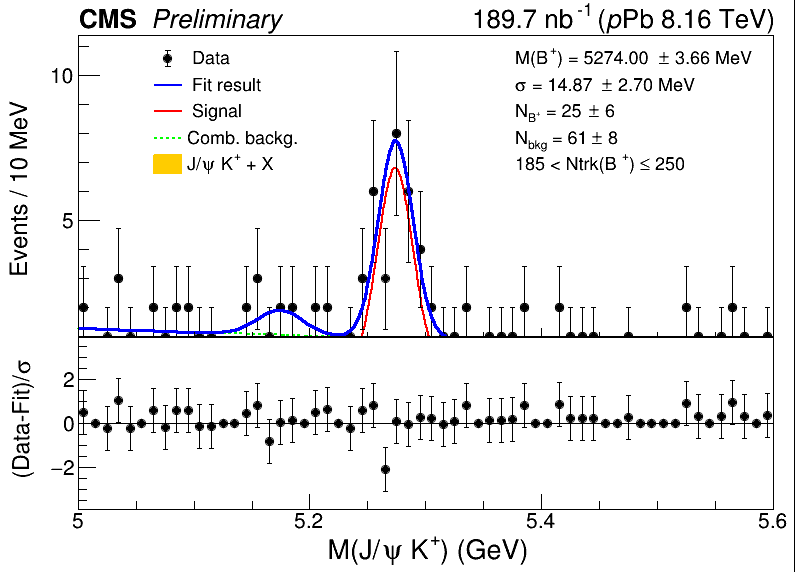 CMS Preliminary 189.7 nb⁻¹ (pPb 8.16 TeV)
Data
Fit result
Signal
Comb. backg.
J/ψ K⁺ + X
M(B⁺) = 5274.00 ± 3.66 MeV
σ = 14.87 ± 2.70 MeV
N_B⁺ = 25 ± 6
N_bkg = 61 ± 8
185 < Ntrk(B⁺) ≤ 250
Events / 10 MeV
10
5
(Data-Fit)/σ
2
0
−2
5 5.2 5.4 5.6
M(J/ψ K⁺) (GeV)